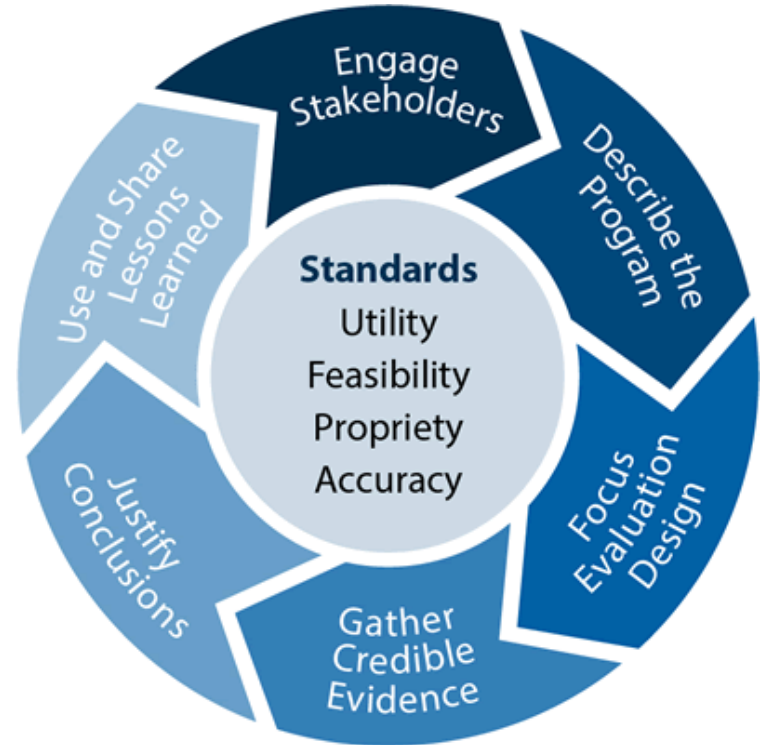 Engage
Stakeholders
Describe the
Program
Focus
Evaluation
Design
Gather
Credible
Evidence
Justify
Conclusions
Use and Share
Lessons
Learned
Standards
Utility
Feasibility
Propriety
Accuracy